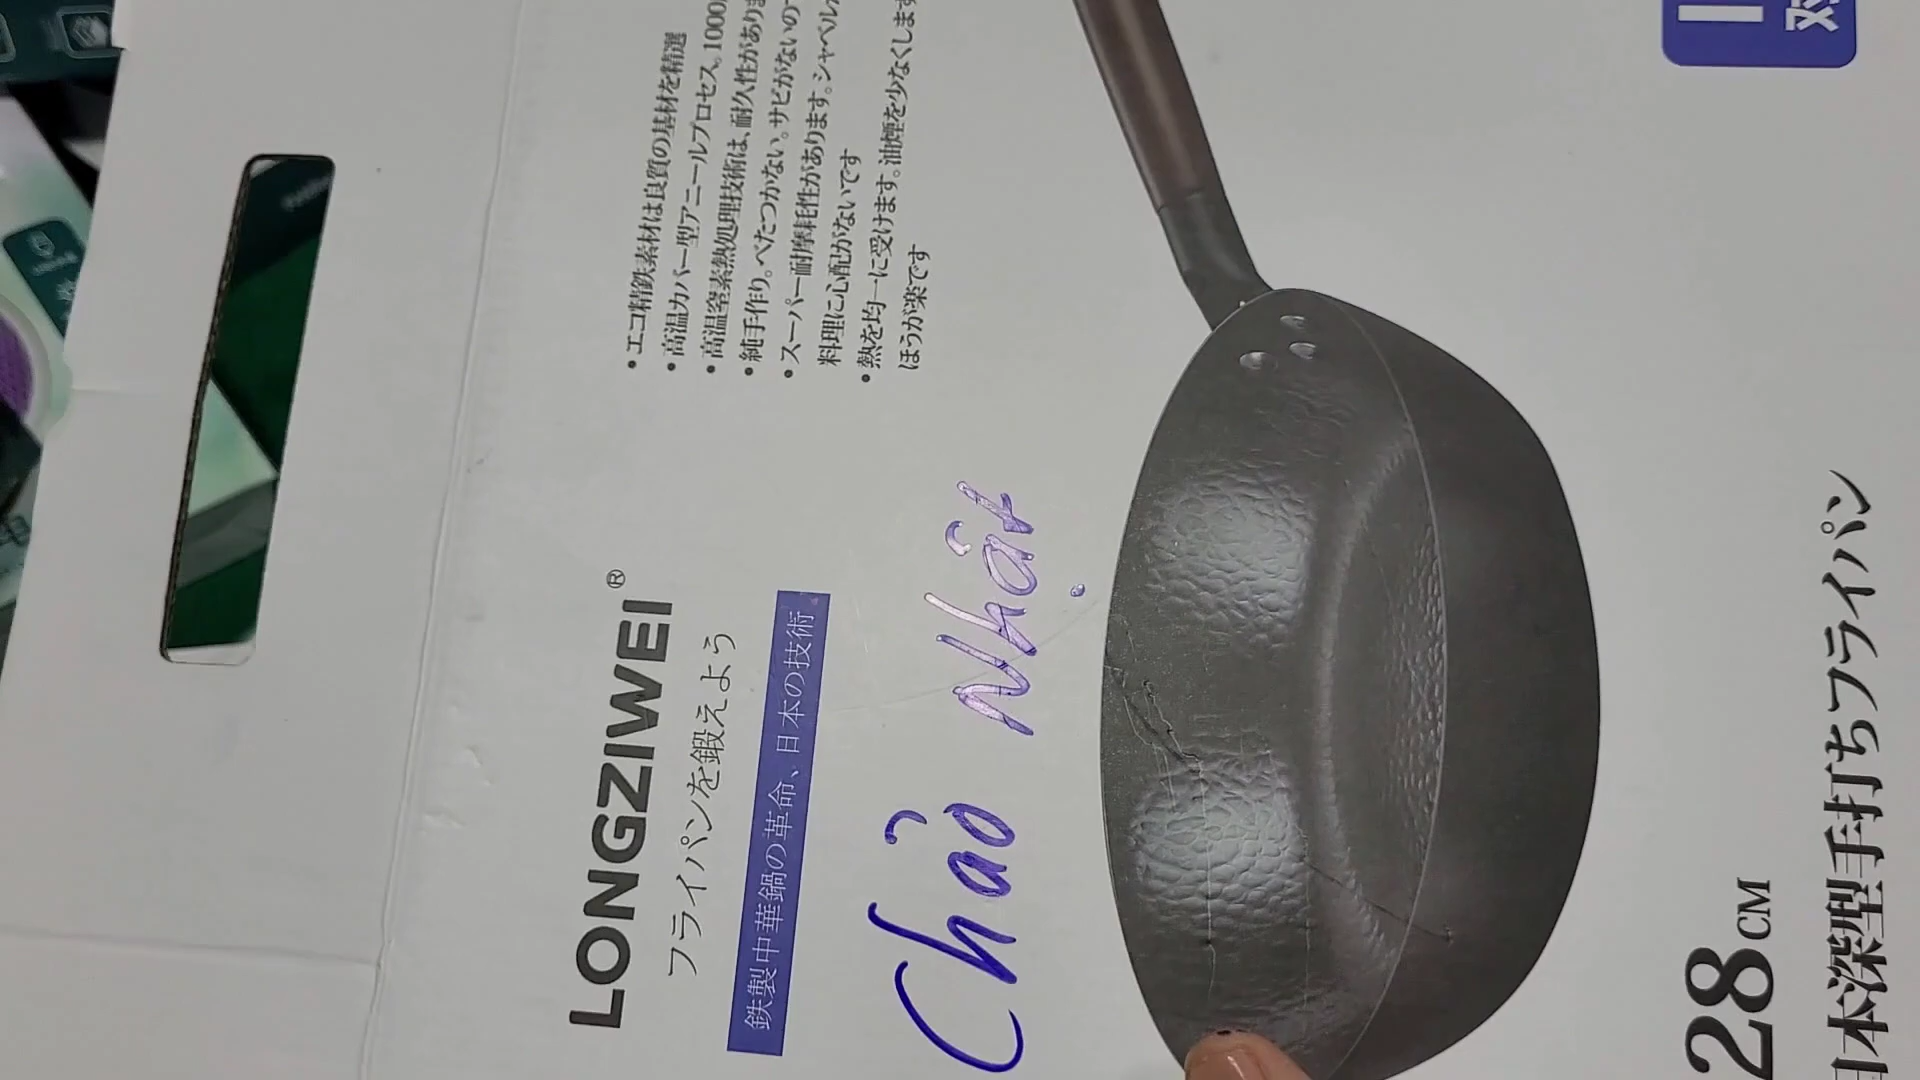 LONGZIWEI®
フライパンを鍛えよう
鉄製中華鍋の革命、日本の技術
Chảo Nhật
• エコ精鉄素材は良質の基材を精選
• 高温カバー型アニールプロセス。1000
• 高温窒素熱処理技術は、耐久性があり
• 純手作り。べたつかない。サビがないの
• スーパー耐摩耗性があります。シャベル
料理に心配がないです
• 熱を均一に受けます。油煙を少なくします
ほうが楽です
28CM
日本深型手打ちフライパン